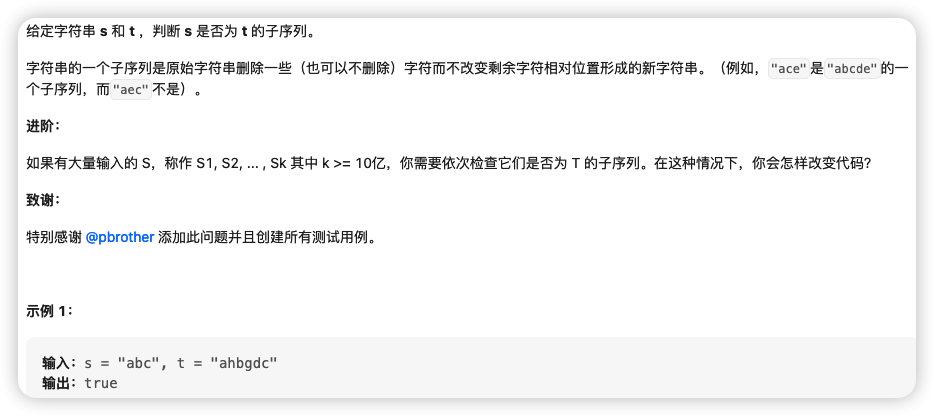 给定字符串 s 和 t ，判断 s 是否为 t 的子序列。
字符串的一个子序列是原始字符串删除一些（也可以不删除）字符而不改变剩余字符相对位置形成的新字符串。（例如，"ace"是"abcde"的一
个子序列，而"aec"不是）。
进阶：
如果有大量输入的 S，称作 S1, S2, ... , Sk 其中 k >= 10亿，你需要依次检查它们是否为 T 的子序列。在这种情况下，你会怎样改变代码？
致谢：
特别感谢 @pbrother 添加此问题并且创建所有测试用例。
示例 1：
输入：s = "abc", t = "ahbgdc"
输出：true